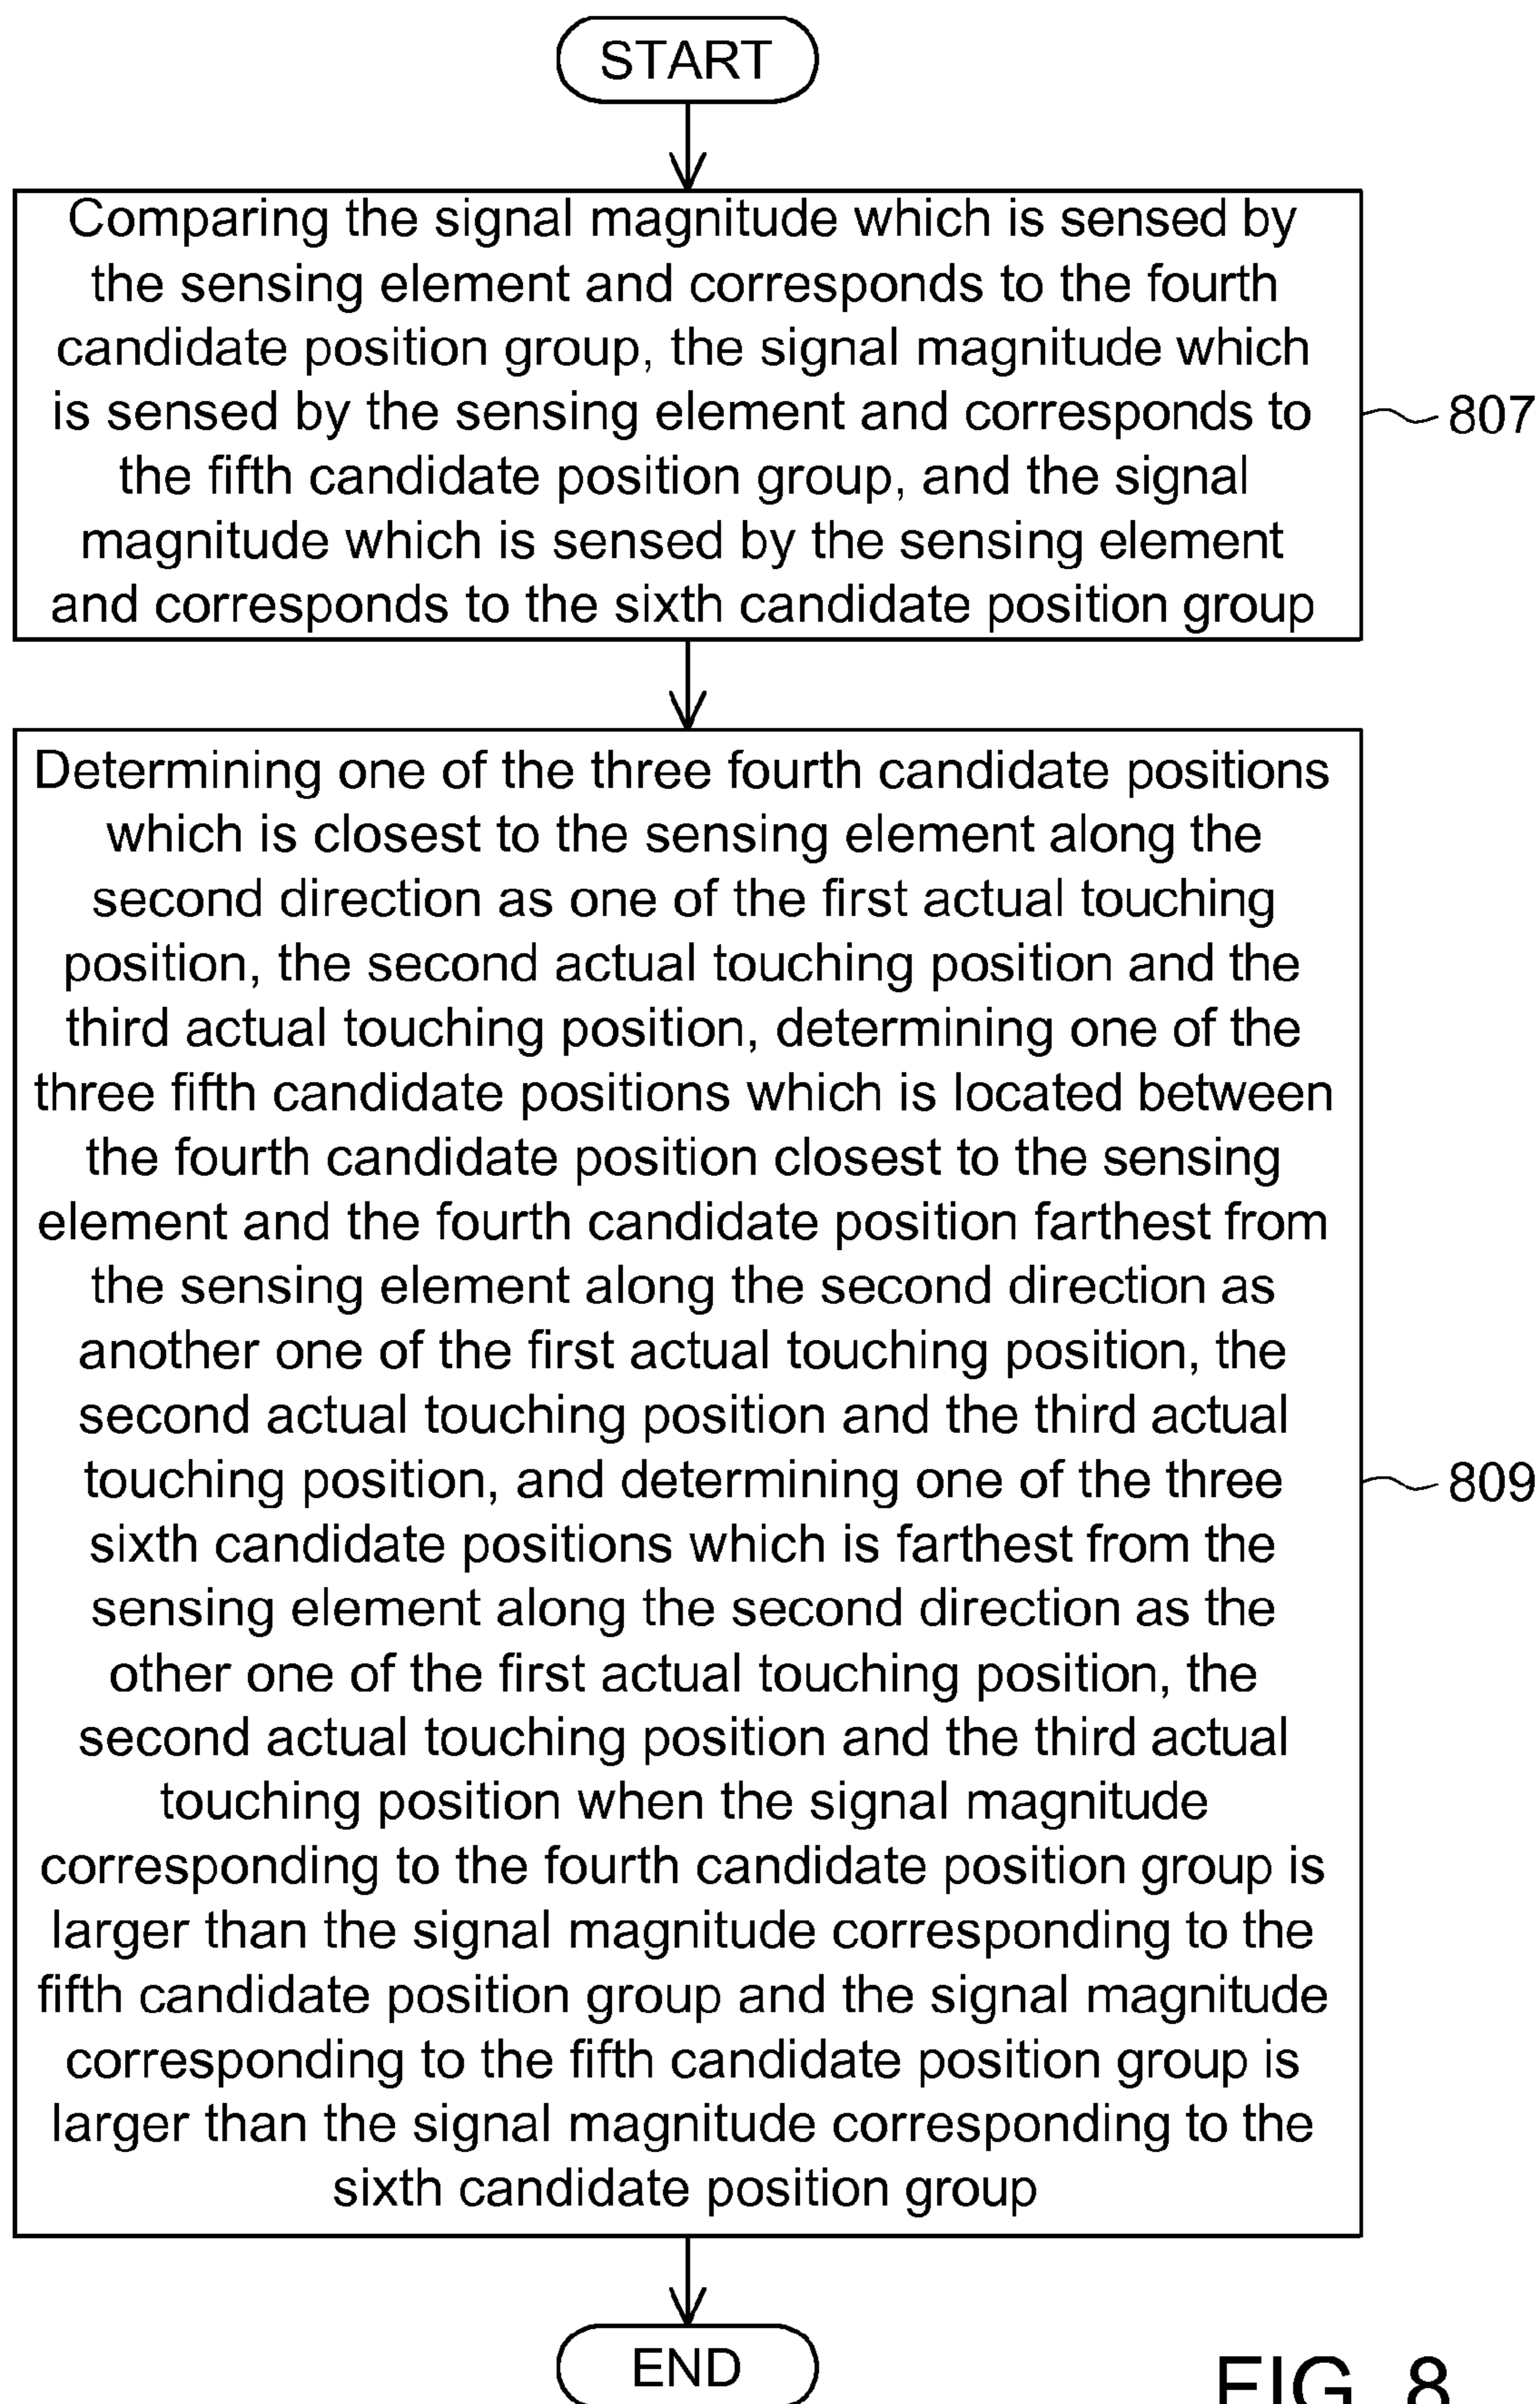 START
Comparing the signal magnitude which is sensed by
the sensing element and corresponds to the fourth
candidate position group, the signal magnitude which
is sensed by the sensing element and corresponds to
the fifth candidate position group, and the signal
magnitude which is sensed by the sensing element
and corresponds to the sixth candidate position group
807
Determining one of the three fourth candidate positions
which is closest to the sensing element along the
second direction as one of the first actual touching
position, the second actual touching position and the
third actual touching position, determining one of the
three fifth candidate positions which is located between
the fourth candidate position closest to the sensing
element and the fourth candidate position farthest from
the sensing element along the second direction as
another one of the first actual touching position, the
second actual touching position and the third actual
touching position, and determining one of the three
sixth candidate positions which is farthest from the
sensing element along the second direction as the
other one of the first actual touching position, the
second actual touching position and the third actual
touching position when the signal magnitude
corresponding to the fourth candidate position group is
larger than the signal magnitude corresponding to the
fifth candidate position group and the signal magnitude
corresponding to the fifth candidate position group is
larger than the signal magnitude corresponding to the
sixth candidate position group
809
END
FIG. 8